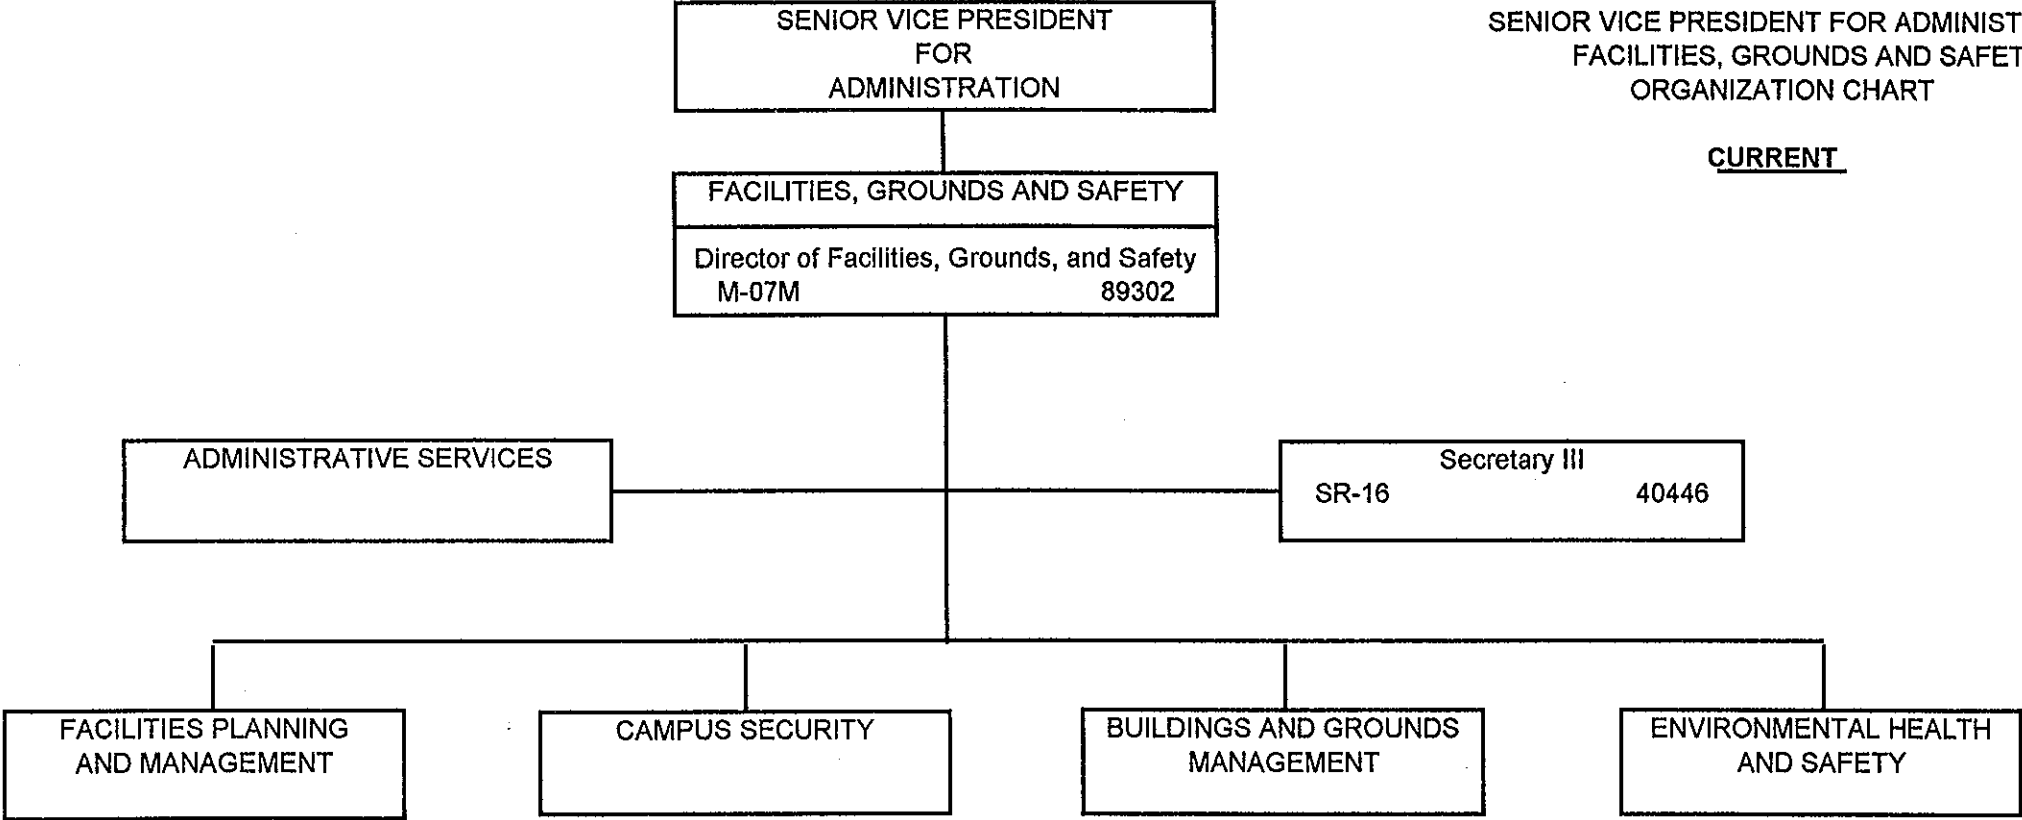 SENIOR VICE PRESIDENT
FOR
ADMINISTRATION
SENIOR VICE PRESIDENT FOR ADMINIST
FACILITIES, GROUNDS AND SAFET
ORGANIZATION CHART
CURRENT
FACILITIES, GROUNDS AND SAFETY
Director of Facilities, Grounds, and Safety
M-07M 89302
ADMINISTRATIVE SERVICES
Secretary III
SR-16 40446
FACILITIES PLANNING
AND MANAGEMENT
CAMPUS SECURITY
BUILDINGS AND GROUNDS
MANAGEMENT
ENVIRONMENTAL HEALTH
AND SAFETY